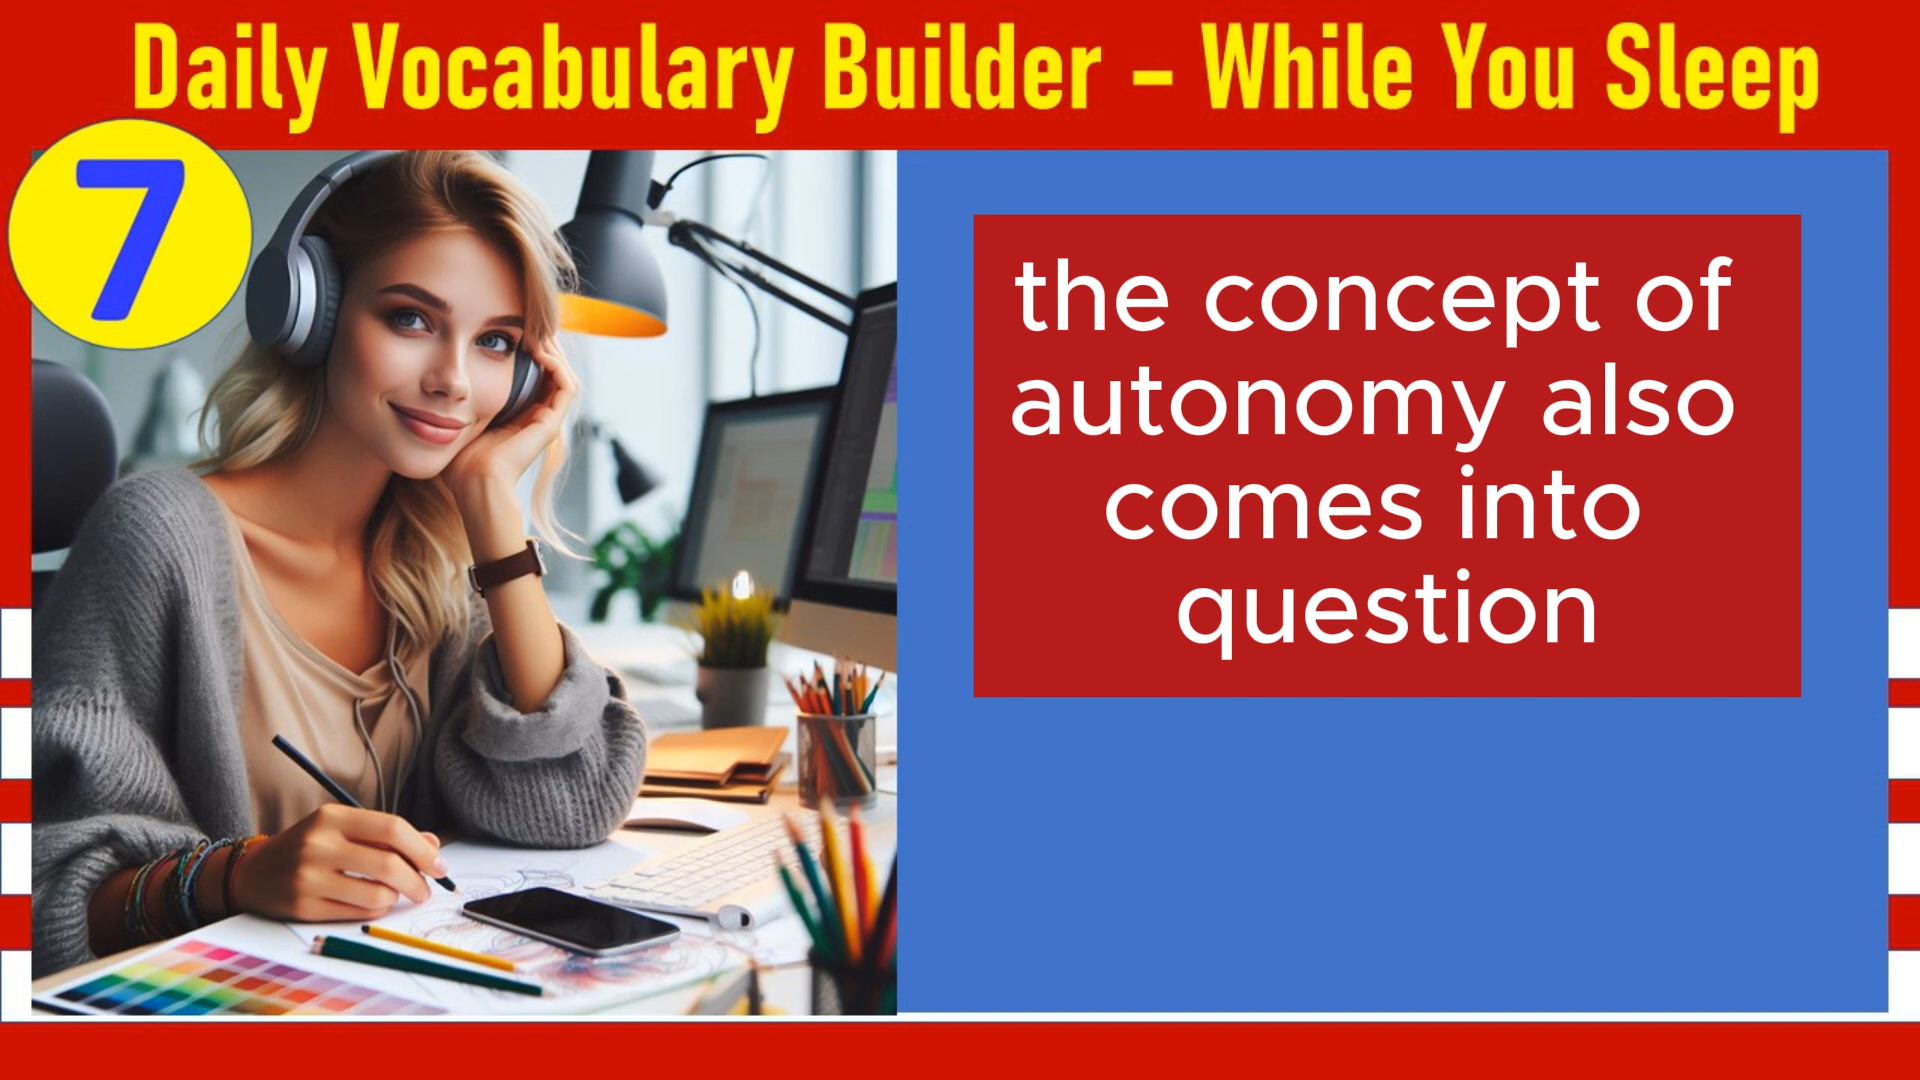 Daily Vocabulary Builder – While You Sleep
7
the concept of
autonomy also
comes into
question